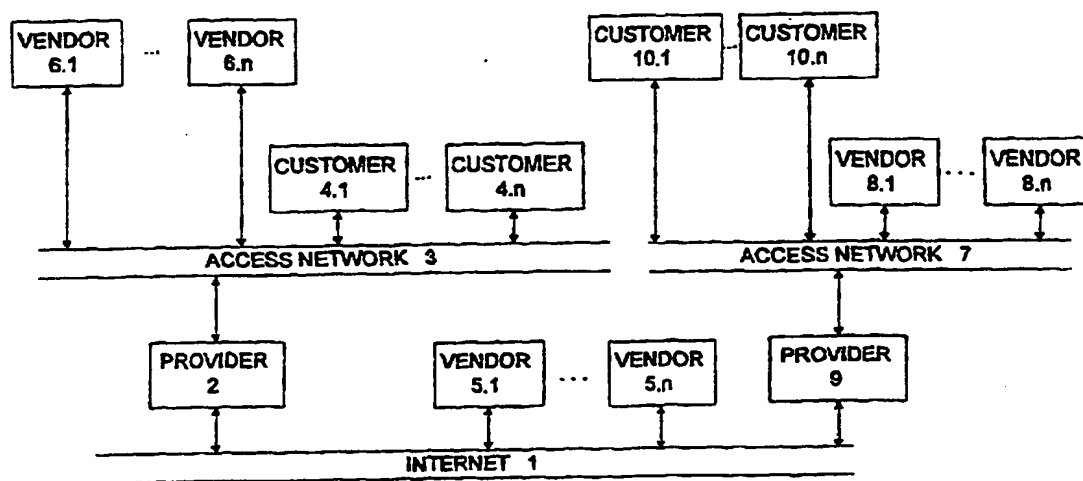 VENDOR
6.1
...
VENDOR
6.n
CUSTOMER
10.1
...
CUSTOMER
10.n
CUSTOMER
4.1
...
CUSTOMER
4.n
VENDOR
8.1
...
VENDOR
8.n
ACCESS NETWORK 3
ACCESS NETWORK 7
PROVIDER
2
VENDOR
5.1
...
VENDOR
5.n
PROVIDER
9
INTERNET 1